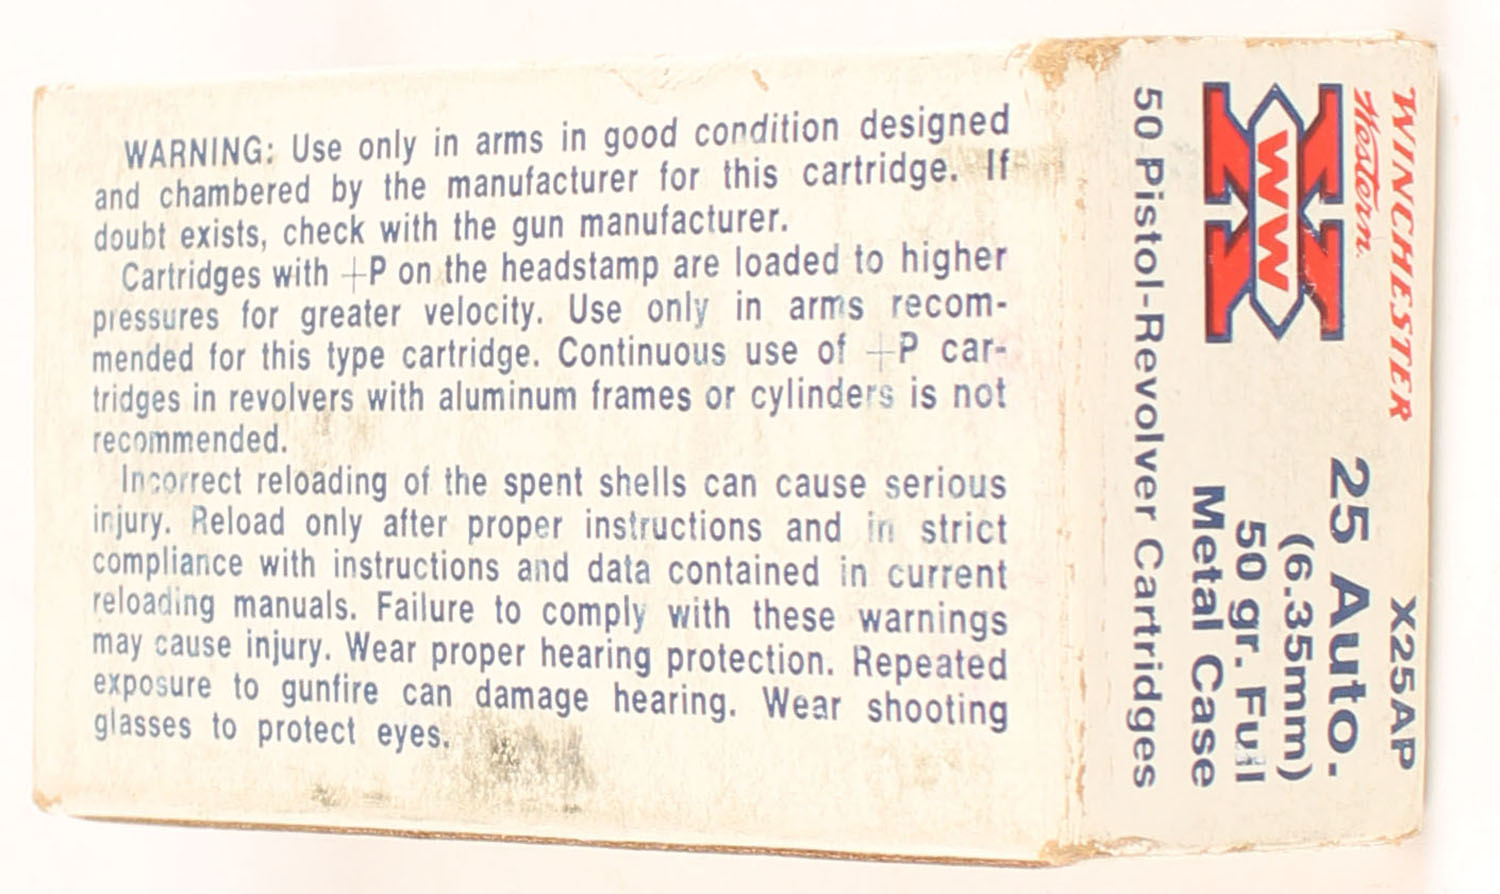 WARNING: Use only in arms in good condition designed
and chambered by the manufacturer for this cartridge. If
doubt exists, check with the gun manufacturer.
Cartridges with +P on the headstamp are loaded to higher
pressures for greater velocity. Use only in arms recom-
mended for this type cartridge. Continuous use of +P car-
tridges in revolvers with aluminum frames or cylinders is not
recommended.
Incorrect reloading of the spent shells can cause serious
injury. Reload only after proper instructions and in strict
compliance with instructions and data contained in current
reloading manuals. Failure to comply with these warnings
may cause injury. Wear proper hearing protection. Repeated
exposure to gunfire can damage hearing. Wear shooting
glasses to protect eyes.
WINCHESTER X25AP
Western
WW
25 Auto.
(6.35mm)
50 gr. Full
Metal Case
50 Pistol-Revolver Cartridges